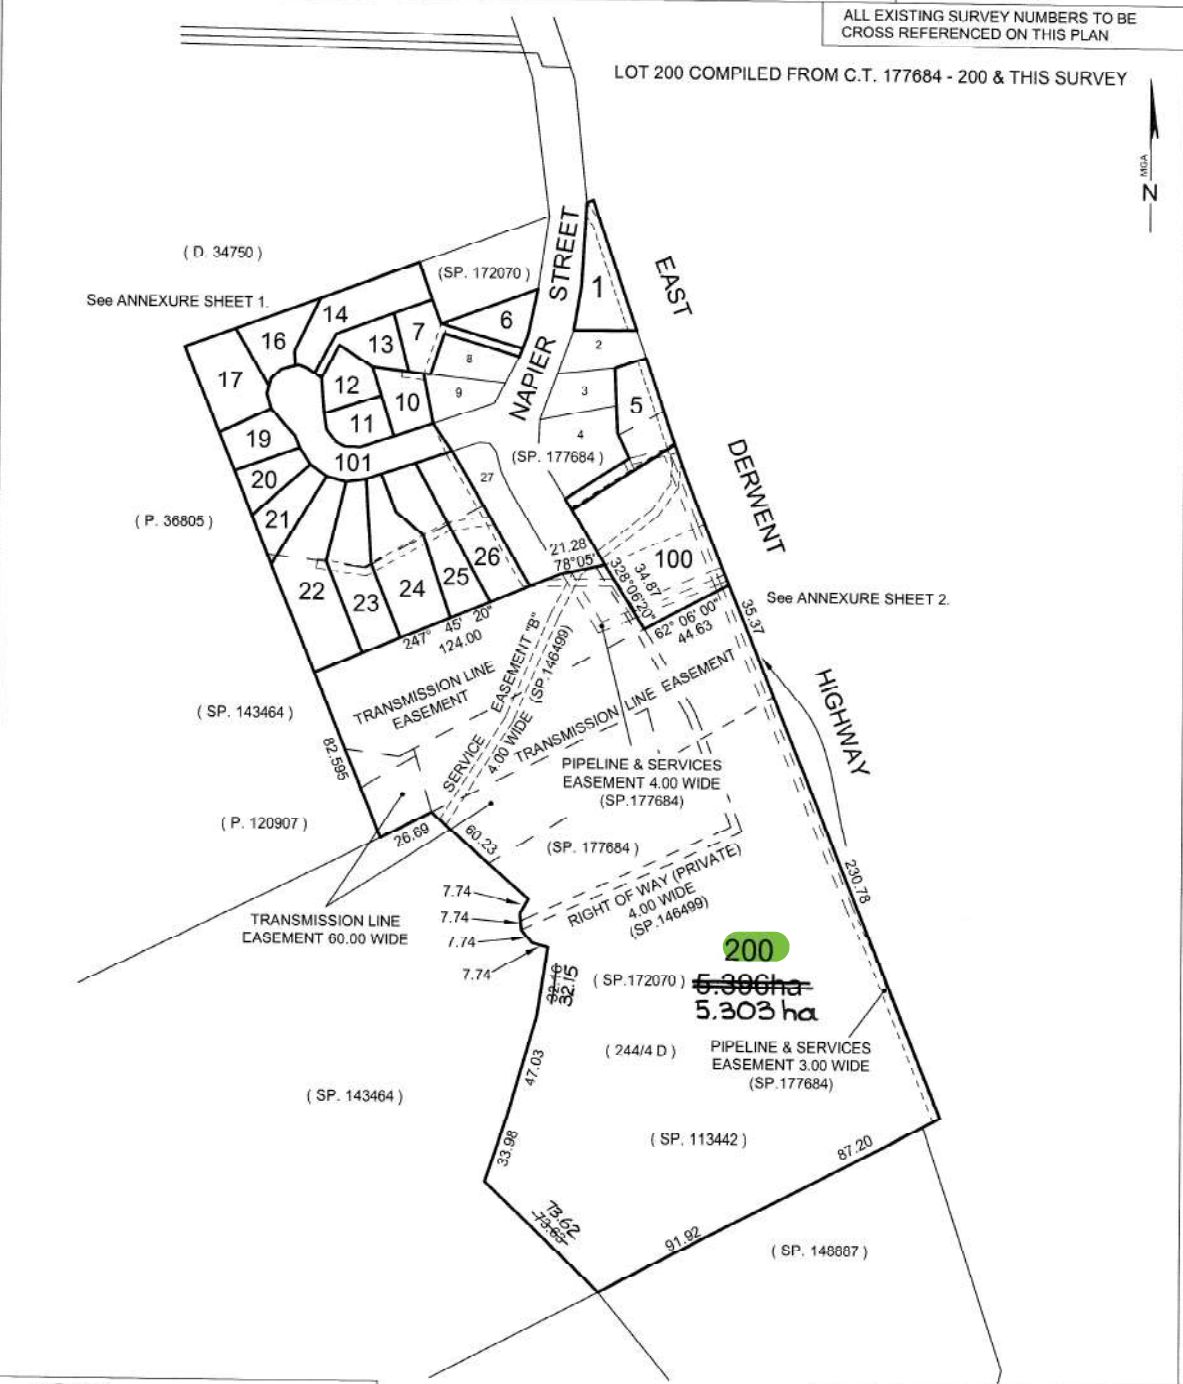 ALL EXISTING SURVEY NUMBERS TO BE
CROSS REFERENCED ON THIS PLAN
LOT 200 COMPILED FROM C.T. 177684 - 200 & THIS SURVEY
MGA
N
( D. 34750 )
(SP. 172070 )
See ANNEXURE SHEET 1.
NAPIER STREET
EAST DERWENT HIGHWAY
1
14
6
16
7
13
2
8
17
12
3
9
10
5
11
4
19
101
(SP. 177684 )
27
20
( P. 36805 )
21
21.28
78°05'
26
100
25
24
22
23
34.87
328°06'20"
See ANNEXURE SHEET 2.
62° 06' 00"
44.63
35.37
247° 45' 20"
124.00
TRANSMISSION LINE
EASEMENT
SERVICE EASEMENT "B"
4.00 WIDE (SP.146499)
TRANSMISSION LINE EASEMENT
( SP. 143464 )
82.595
PIPELINE & SERVICES
EASEMENT 4.00 WIDE
(SP.177684)
( P. 120907 )
26.69
60.23
(SP. 177684 )
230.78
7.74
7.74
7.74
7.74
RIGHT OF WAY (PRIVATE)
4.00 WIDE
(SP.146499)
TRANSMISSION LINE
EASEMENT 60.00 WIDE
200
32.15
( SP.172070 )
5.306ha
5.303 ha
( 244/4 D )
PIPELINE & SERVICES
EASEMENT 3.00 WIDE
(SP.177684)
47.03
( SP. 143464 )
33.98
( SP. 113442 )
87.20
73.62
91.92
( SP. 148887 )